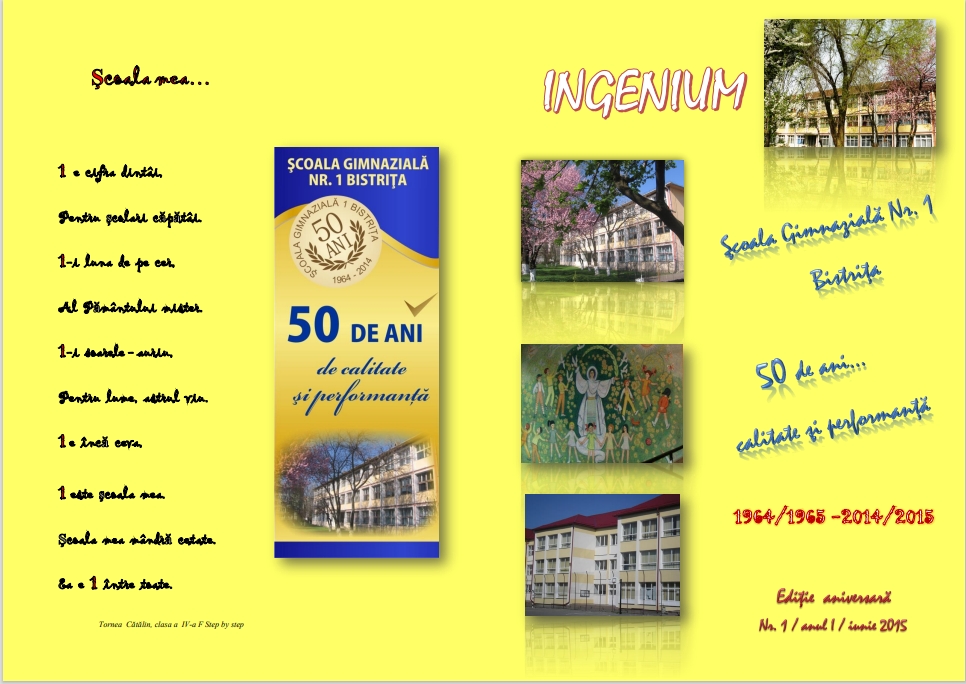 Şcoala mea...
1 e cifra dintâi,
Pentru şcolari căpătâi.
1-i luna de pe cer,
Al Pământului mister.
1-i soarele - auriu,
Pentru lume, astrul viu.
1 e încă ceva,
1 este şcoala mea.
Şcoala mea mândră cetate.
Ea e 1 între toate.
Tornea Cătălin, clasa a IV-a F Step by step
ŞCOALA GIMNAZIALĂ
NR. 1 BISTRIŢA
ŞCOALA GIMNAZIALĂ 1 BISTRIŢA
50
ANI
1964 - 2014
50 DE ANI
de calitate
şi performanţă
INGENIUM
Şcoala Gimnazială Nr. 1
Bistriţa
50 de ani...
calitate şi performanţă
1964/1965 -2014/2015
Ediţie aniversară
Nr. 1 / anul I / iunie 2015